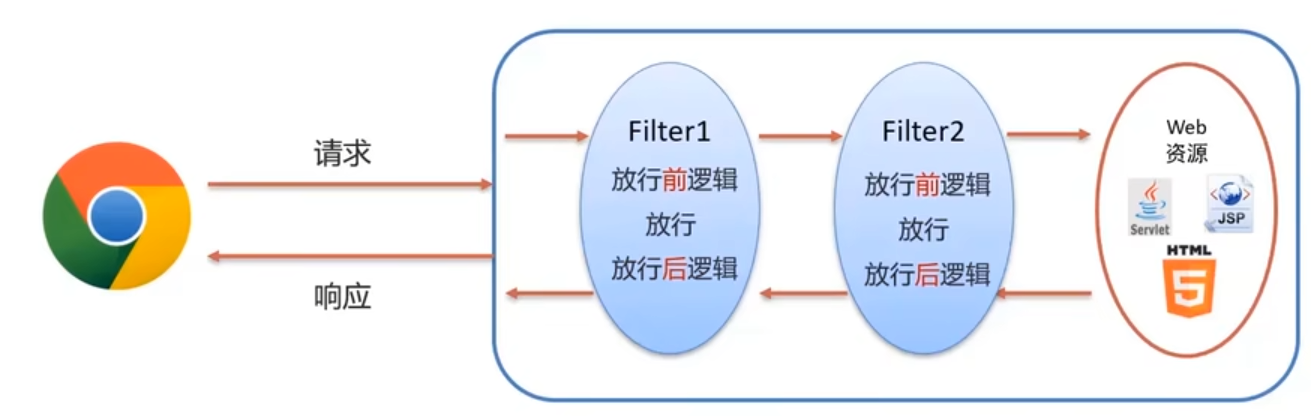 请求
响应
Filter1
放行前逻辑
放行
放行后逻辑
Filter2
放行前逻辑
放行
放行后逻辑
Web
资源
Servlet
JSP
HTML
5